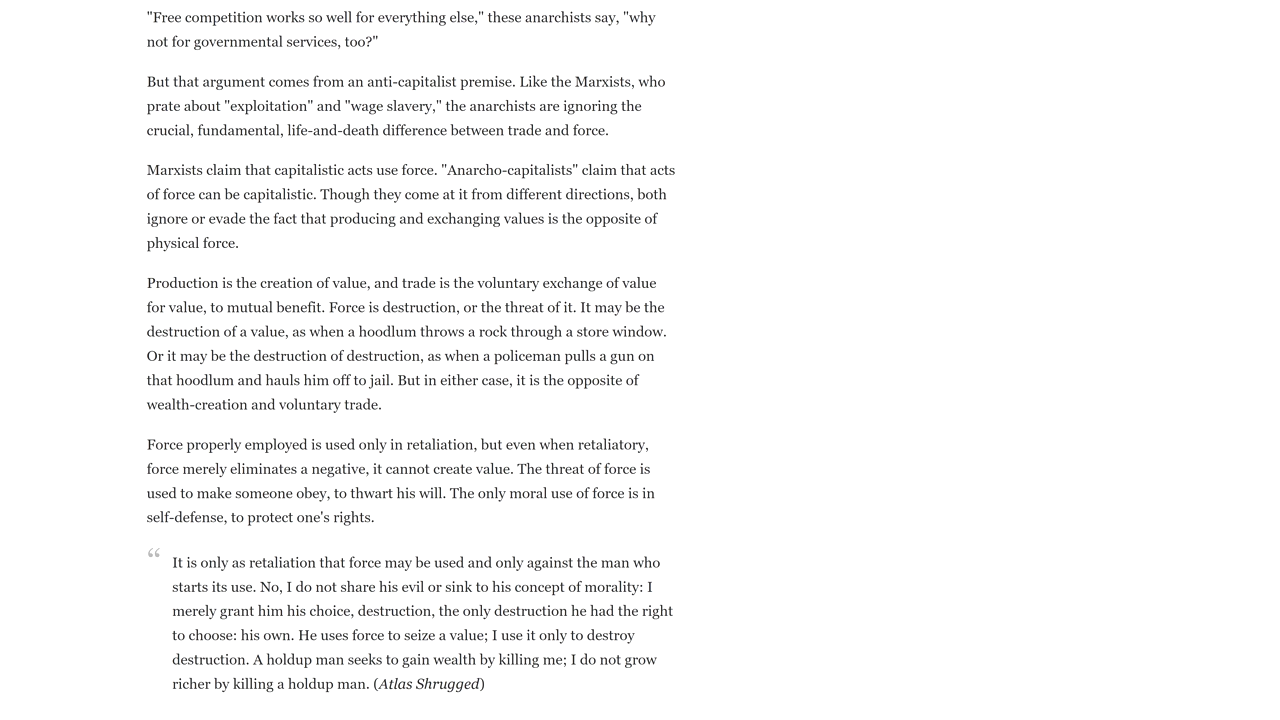 "Free competition works so well for everything else," these anarchists say, "why
not for governmental services, too?"
But that argument comes from an anti-capitalist premise. Like the Marxists, who
prate about "exploitation" and "wage slavery," the anarchists are ignoring the
crucial, fundamental, life-and-death difference between trade and force.
Marxists claim that capitalistic acts use force. "Anarcho-capitalists" claim that acts
of force can be capitalistic. Though they come at it from different directions, both
ignore or evade the fact that producing and exchanging values is the opposite of
physical force.
Production is the creation of value, and trade is the voluntary exchange of value
for value, to mutual benefit. Force is destruction, or the threat of it. It may be the
destruction of a value, as when a hoodlum throws a rock through a store window.
Or it may be the destruction of destruction, as when a policeman pulls a gun on
that hoodlum and hauls him off to jail. But in either case, it is the opposite of
wealth-creation and voluntary trade.
Force properly employed is used only in retaliation, but even when retaliatory,
force merely eliminates a negative, it cannot create value. The threat of force is
used to make someone obey, to thwart his will. The only moral use of force is in
self-defense, to protect one's rights.
“ It is only as retaliation that force may be used and only against the man who
starts its use. No, I do not share his evil or sink to his concept of morality: I
merely grant him his choice, destruction, the only destruction he had the right
to choose: his own. He uses force to seize a value; I use it only to destroy
destruction. A holdup man seeks to gain wealth by killing me; I do not grow
richer by killing a holdup man. (Atlas Shrugged)